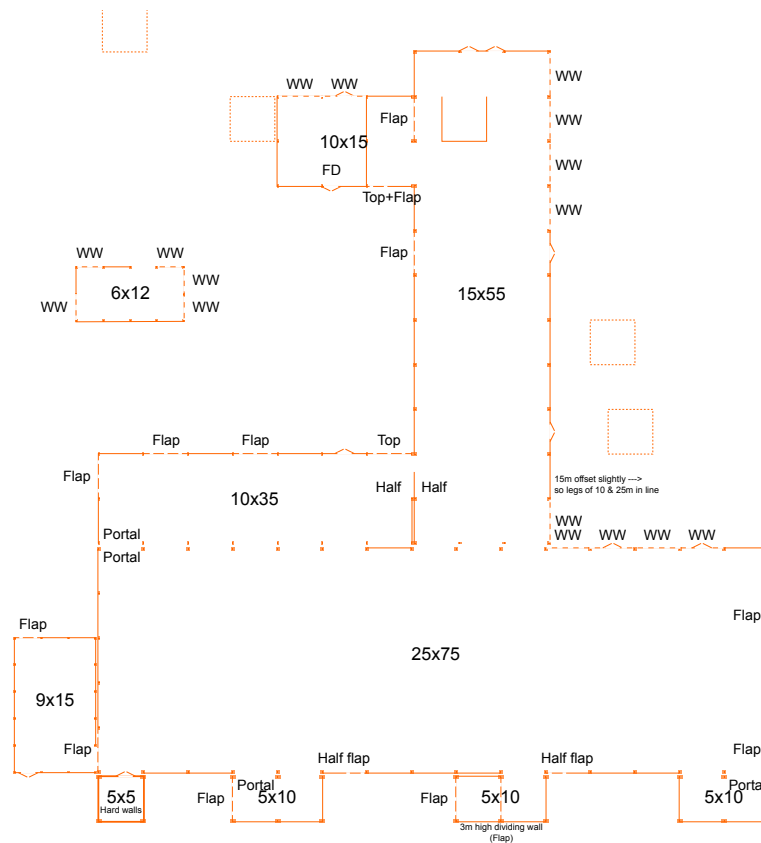 WW WW
WW
Flap
WW
10x15
FD
WW
Top+Flap
WW
WW WW
Flap
WW
6x12
15x55
WW
WW
Flap Flap Top
Flap
15m offset slightly --->
so legs of 10 & 25m in line
Half Half
10x35
WW
Portal
WW WW WW WW
Portal
Flap
Flap
25x75
9x15
Flap
Flap
Half flap
Half flap
Portal
Portal
5x5
Flap
5x10
Flap
5x10
5x10
Hard walls
3m high dividing wall
(Flap)